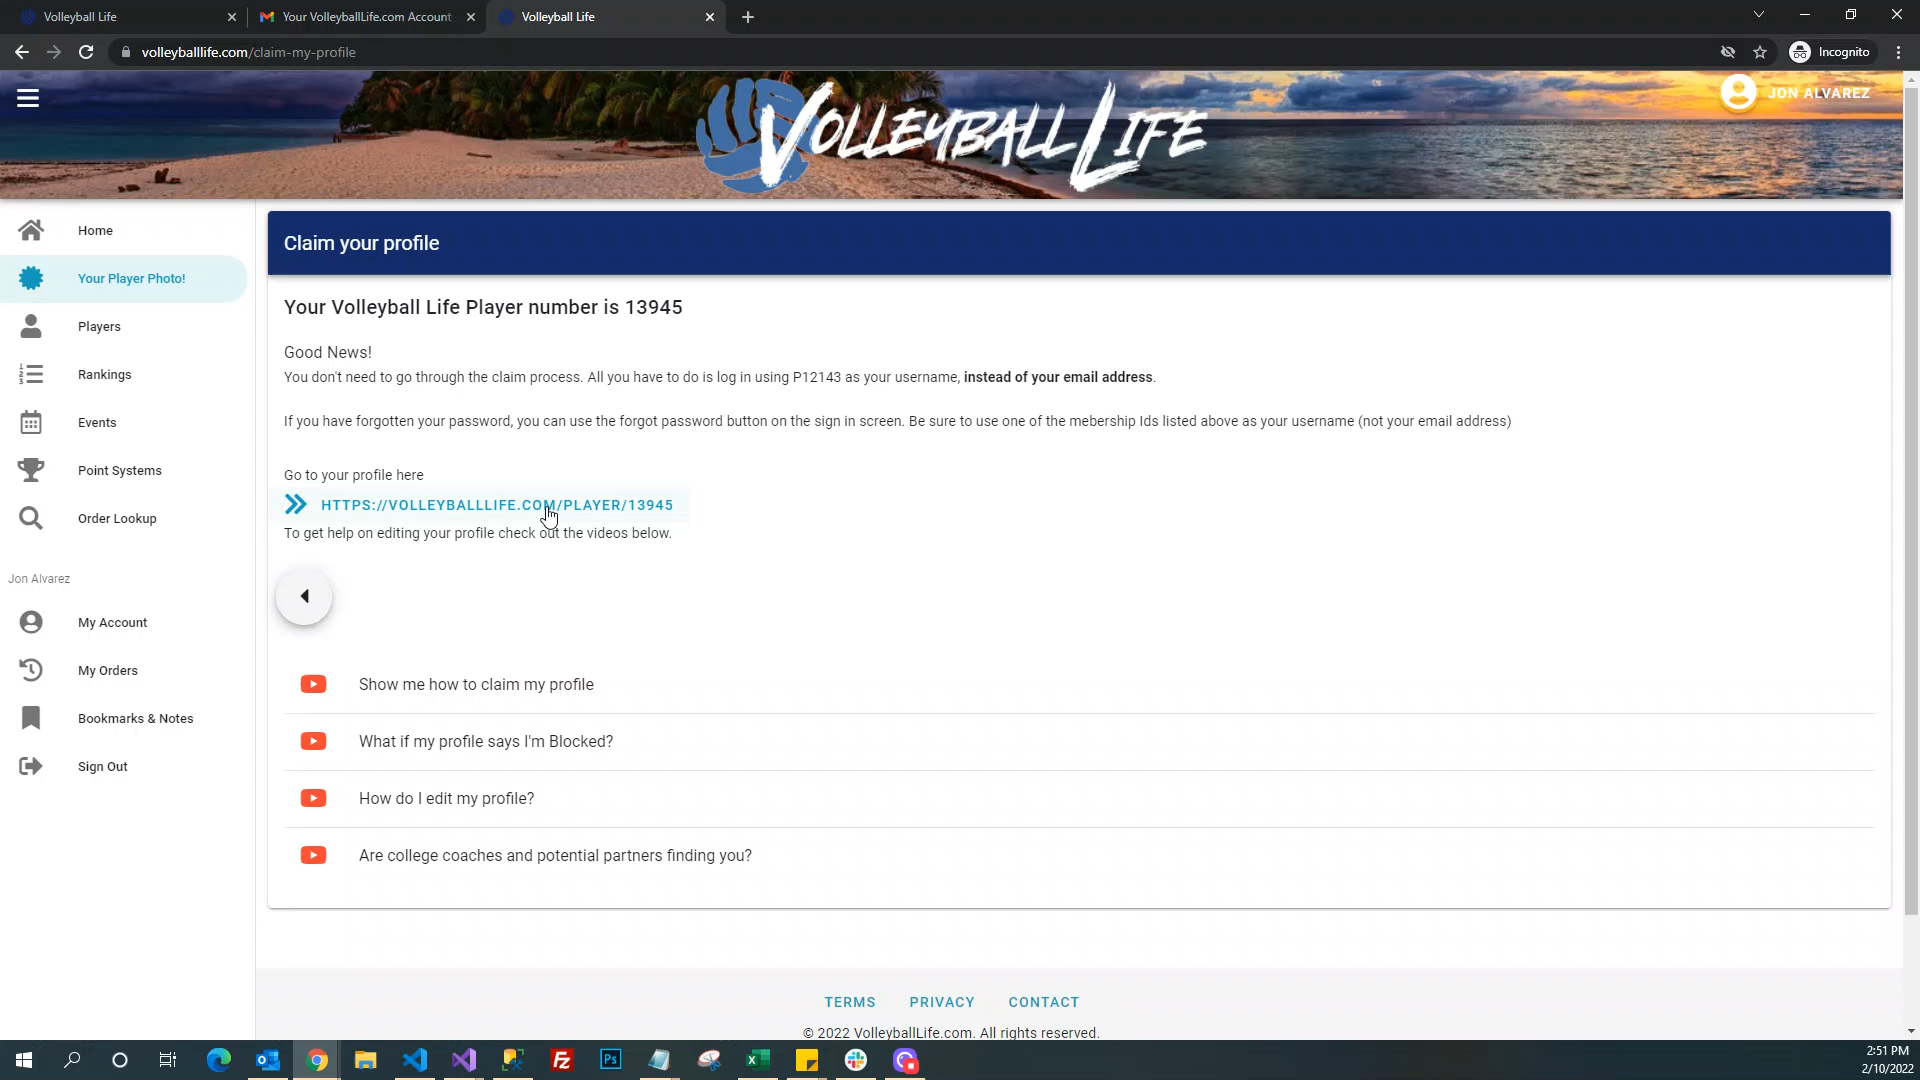 Volleyball Life
Your VolleyballLife.com Account
Volleyball Life
volleyballlife.com/claim-my-profile
Incognito
VOLLEYBALL LIFE
JON ALVAREZ
Home
Your Player Photo!
Players
Rankings
Events
Point Systems
Order Lookup
Jon Alvarez
My Account
My Orders
Bookmarks & Notes
Sign Out
Claim your profile
Your Volleyball Life Player number is 13945
Good News!
You don't need to go through the claim process. All you have to do is log in using P12143 as your username, instead of your email address.
If you have forgotten your password, you can use the forgot password button on the sign in screen. Be sure to use one of the mebership Ids listed above as your username (not your email address)
Go to your profile here
HTTPS://VOLLEYBALLLIFE.COM/PLAYER/13945
To get help on editing your profile check out the videos below.
Show me how to claim my profile
What if my profile says I'm Blocked?
How do I edit my profile?
Are college coaches and potential partners finding you?
TERMS PRIVACY CONTACT
© 2022 VolleyballLife.com. All rights reserved.
2:51 PM
2/10/2022